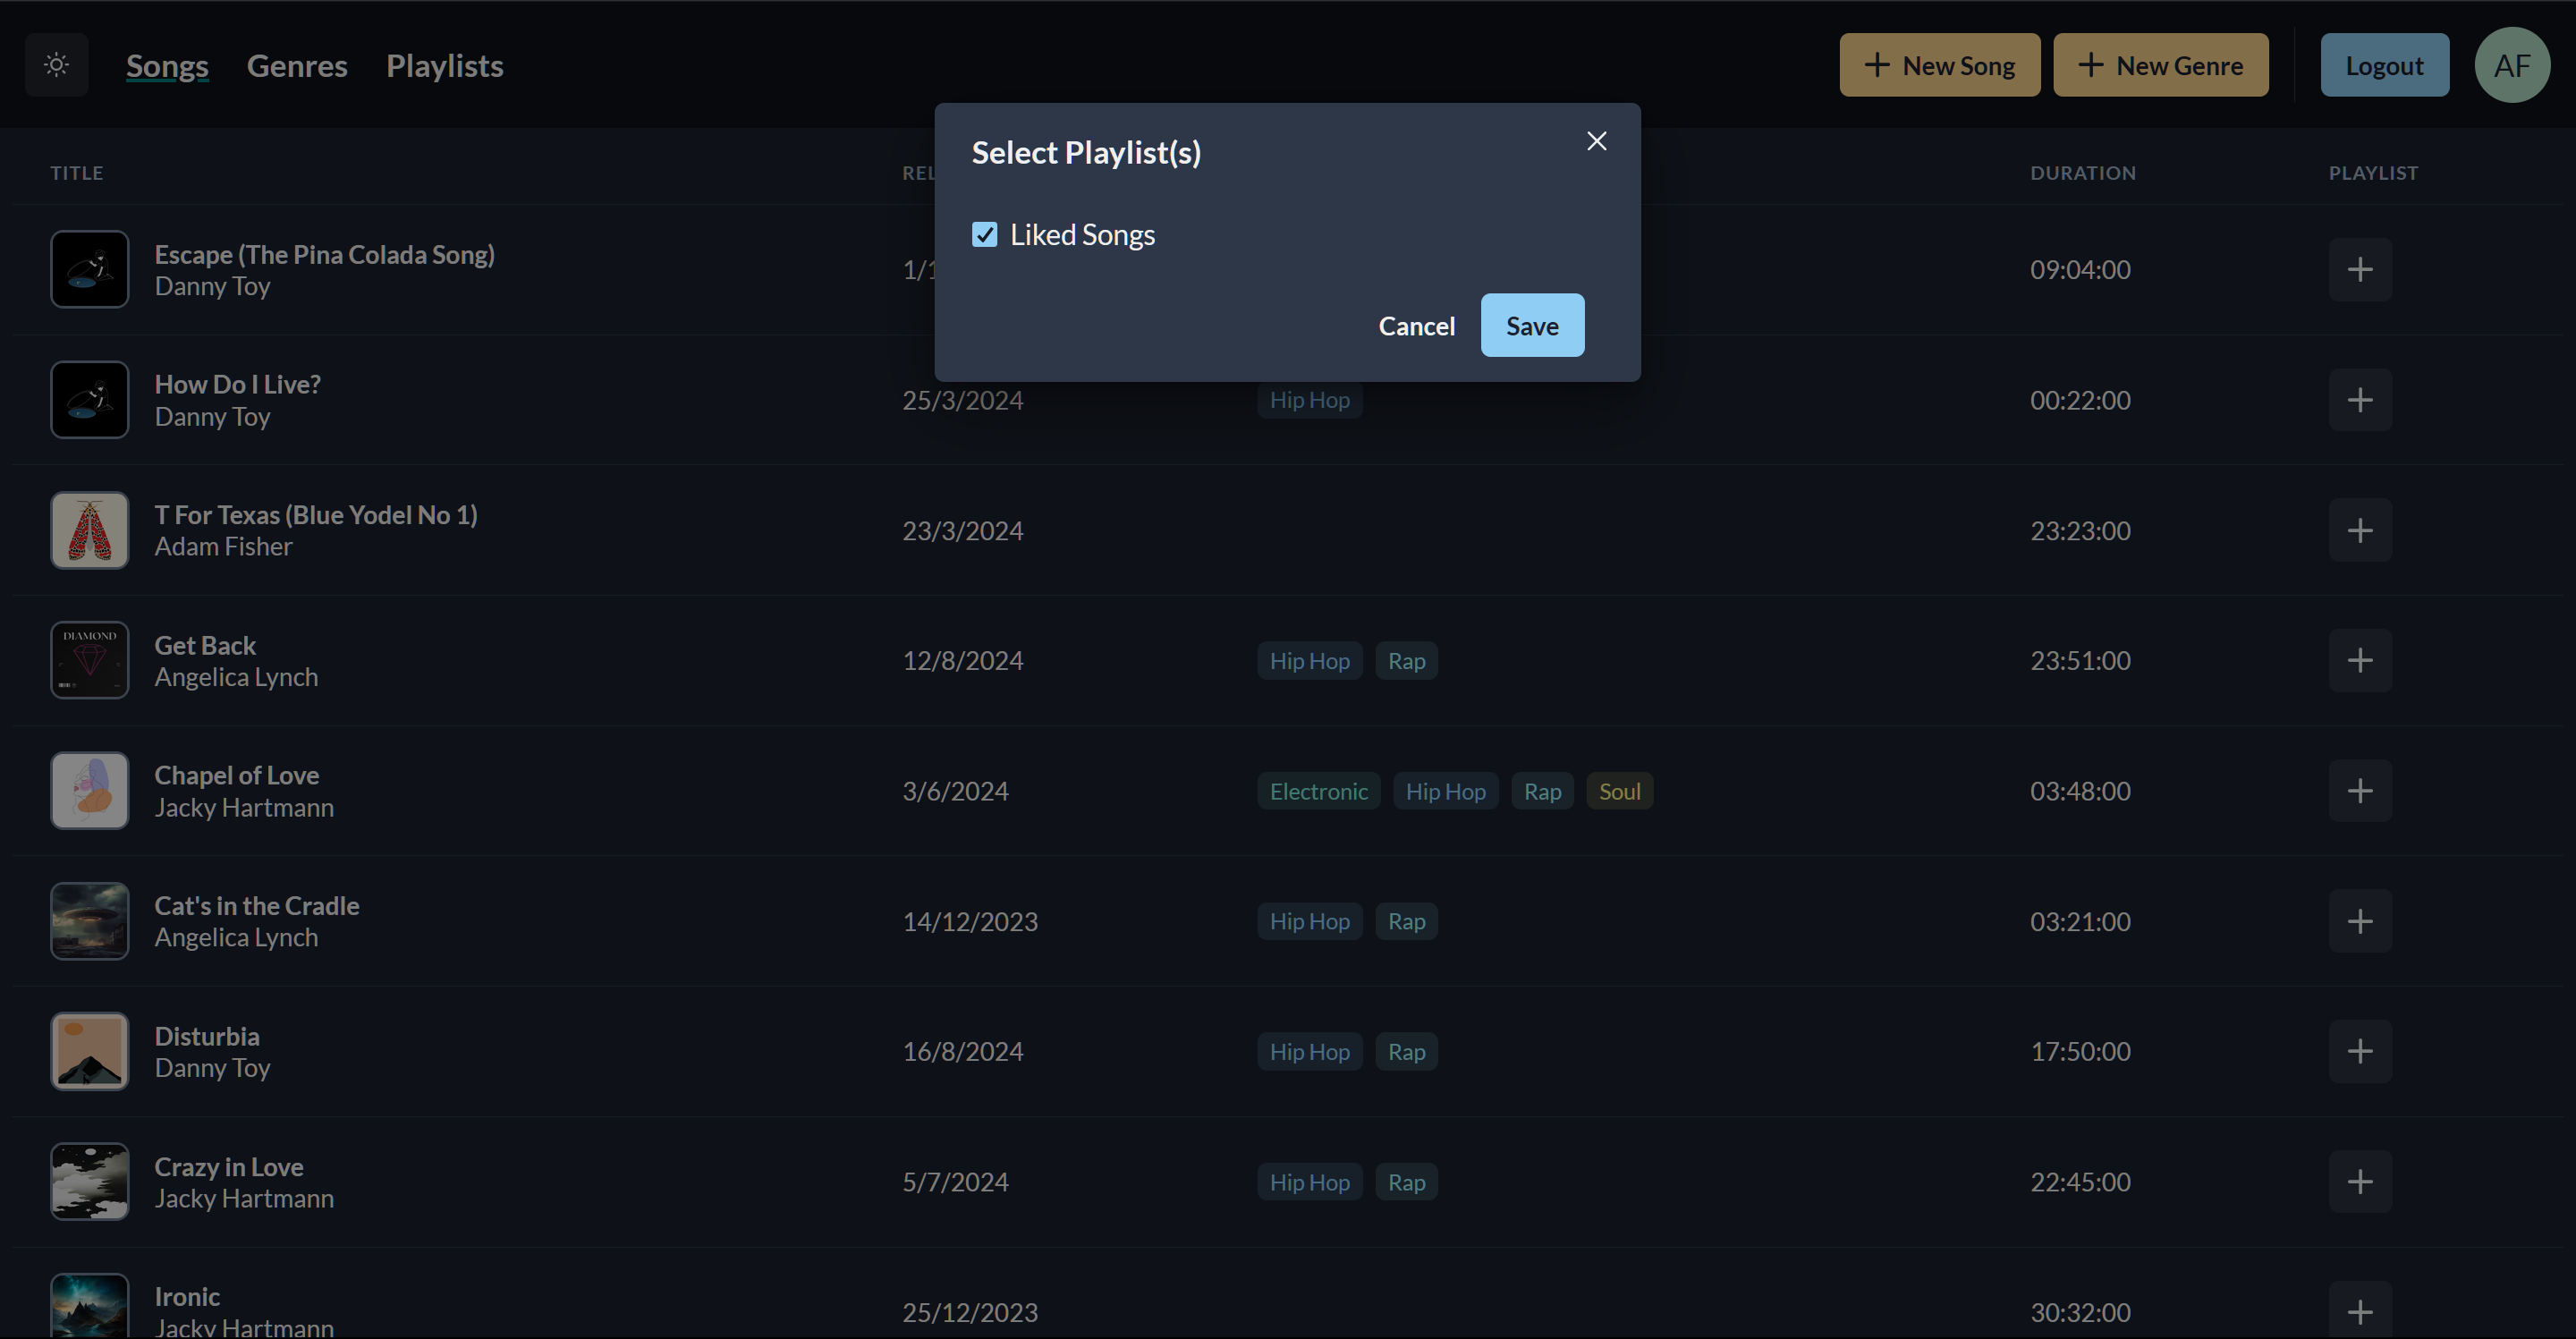 Songs Genres Playlists + New Song + New Genre Logout AF
Select Playlist(s)
Liked Songs
Cancel Save
TITLE REL DURATION PLAYLIST
Escape (The Pina Colada Song)
Danny Toy
1/1 09:04:00
How Do I Live?
Danny Toy
25/3/2024 Hip Hop 00:22:00
T For Texas (Blue Yodel No 1)
Adam Fisher
23/3/2024 23:23:00
DIAMOND
Get Back
Angelica Lynch
12/8/2024 Hip Hop Rap 23:51:00
Chapel of Love
Jacky Hartmann
3/6/2024 Electronic Hip Hop Rap Soul 03:48:00
Cat's in the Cradle
Angelica Lynch
14/12/2023 Hip Hop Rap 03:21:00
Disturbia
Danny Toy
16/8/2024 Hip Hop Rap 17:50:00
Crazy in Love
Jacky Hartmann
5/7/2024 Hip Hop Rap 22:45:00
Ironic
Jacky Hartmann
25/12/2023 30:32:00